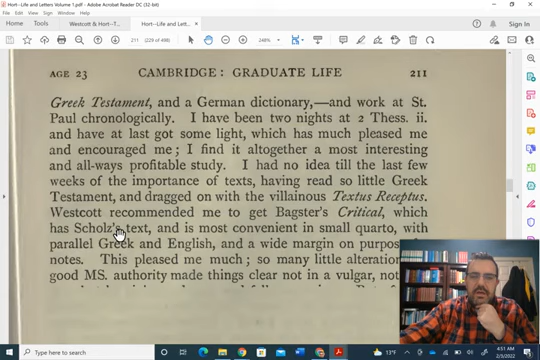 Hort--Life and Letters Volume 1.pdf - Adobe Acrobat Reader DC (32-bit)
File Edit View Sign Window Help
Home Tools Westcott & Hort--T... Hort--Life and Letters... ×
Sign In
211 (229 of 498) 248%
AGE 23 CAMBRIDGE: GRADUATE LIFE 211
Greek Testament, and a German dictionary,—and work at St.
Paul chronologically. I have been two nights at 2 Thess. ii.
and have at last got some light, which has much pleased me
and encouraged me; I find it altogether a most interesting
and all-ways profitable study. I had no idea till the last few
weeks of the importance of texts, having read so little Greek
Testament, and dragged on with the villainous Textus Receptus.
Westcott recommended me to get Bagster's Critical, which
has Scholz's text, and is most convenient in small quarto, with
parallel Greek and English, and a wide margin on purpose
notes. This pleased me much; so many little alteration
good MS. authority made things clear not in a vulgar, not
Type here to search
13°F
4:51 AM
2/5/2022